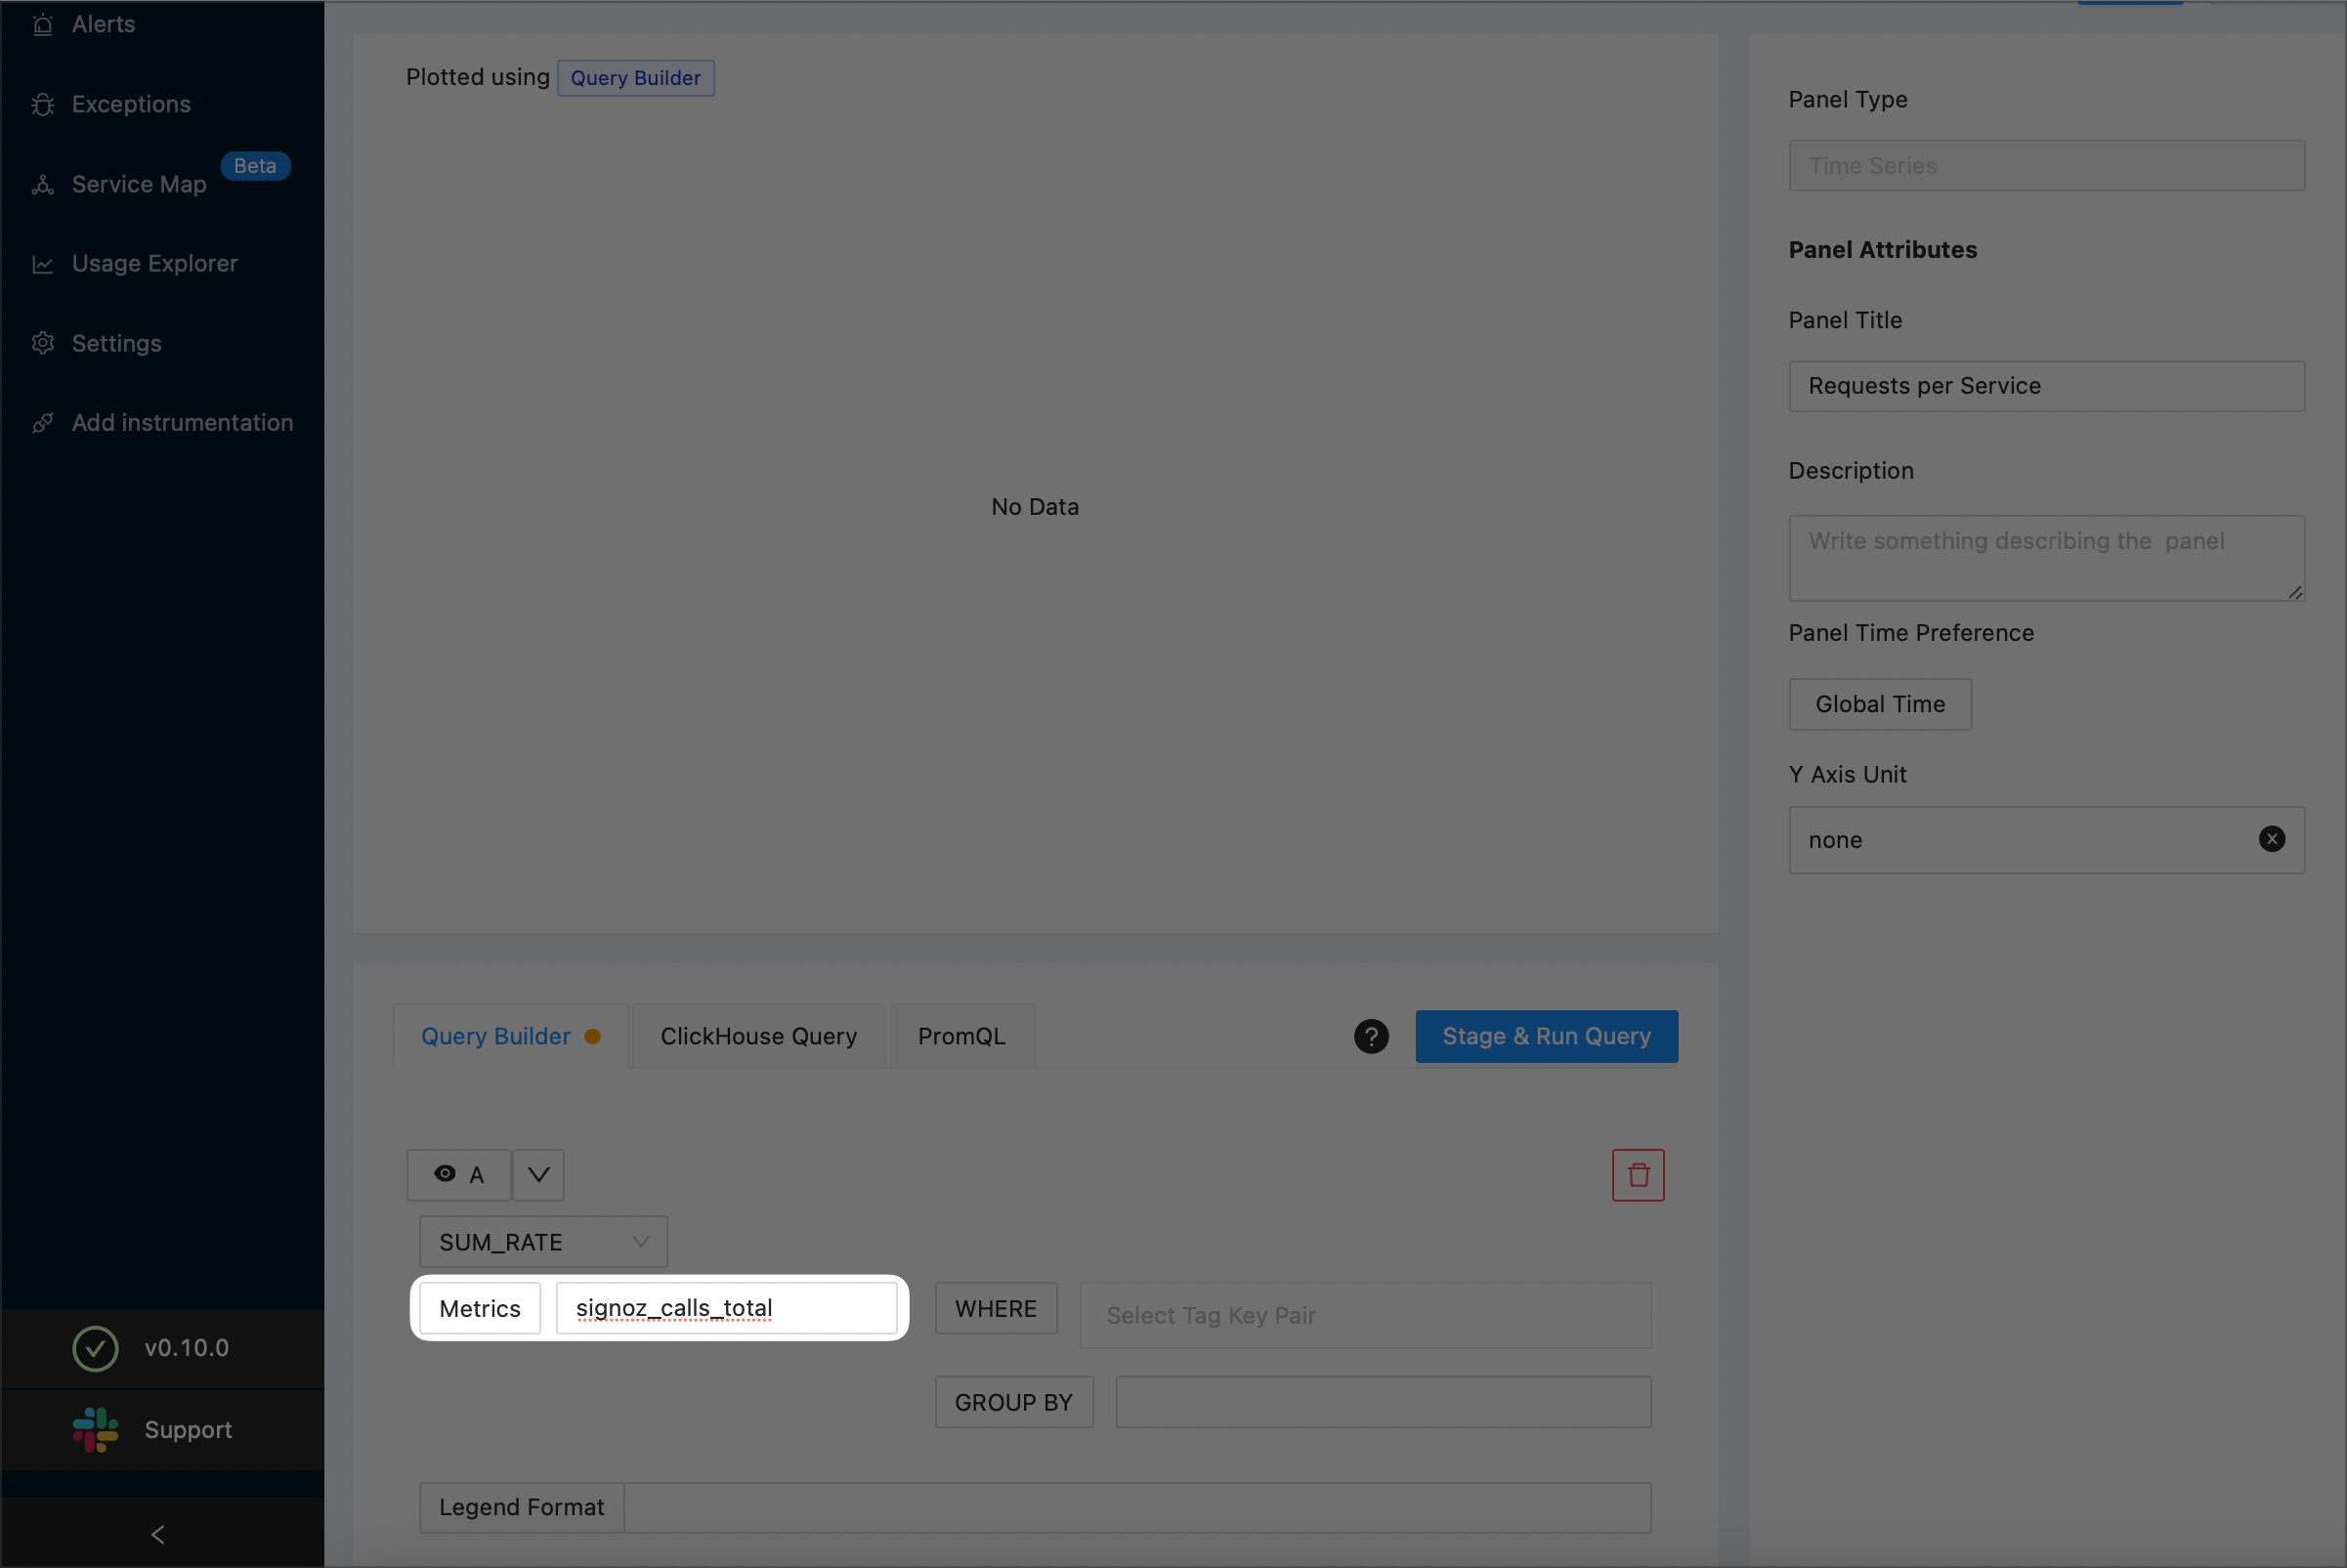 Alerts
Exceptions
Service Map Beta
Usage Explorer
Settings
Add instrumentation
v0.10.0
Support
Plotted using Query Builder
No Data
Query Builder ClickHouse Query PromQL ? Stage & Run Query
A
SUM_RATE
Metrics signoz_calls_total WHERE Select Tag Key Pair
GROUP BY
Legend Format
Panel Type
Time Series
Panel Attributes
Panel Title
Requests per Service
Description
Write something describing the panel
Panel Time Preference
Global Time
Y Axis Unit
none